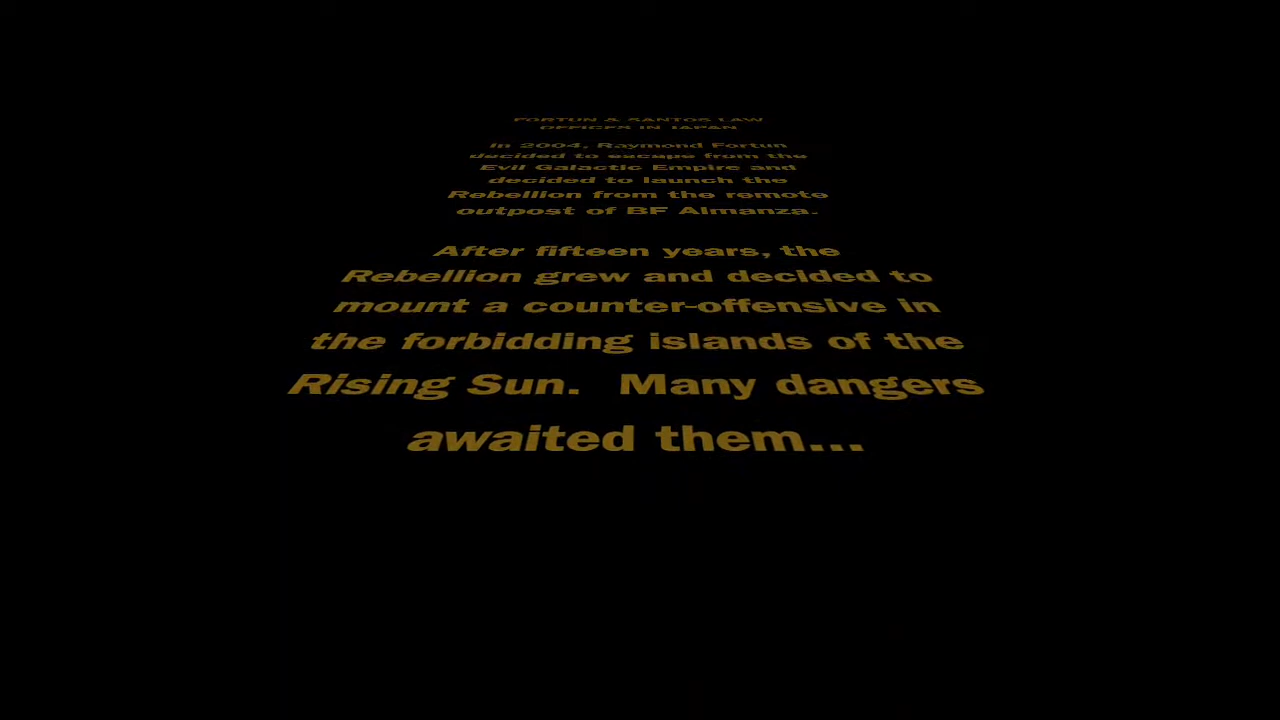 FORTUN & SANTOS LAW
OFFICES IN JAPAN
In 2004, Raymond Fortun
decided to escape from the
Evil Galactic Empire and
decided to launch the
Rebellion from the remote
outpost of BF Almanza.
After fifteen years, the
Rebellion grew and decided to
mount a counter-offensive in
the forbidding islands of the
Rising Sun. Many dangers
awaited them...